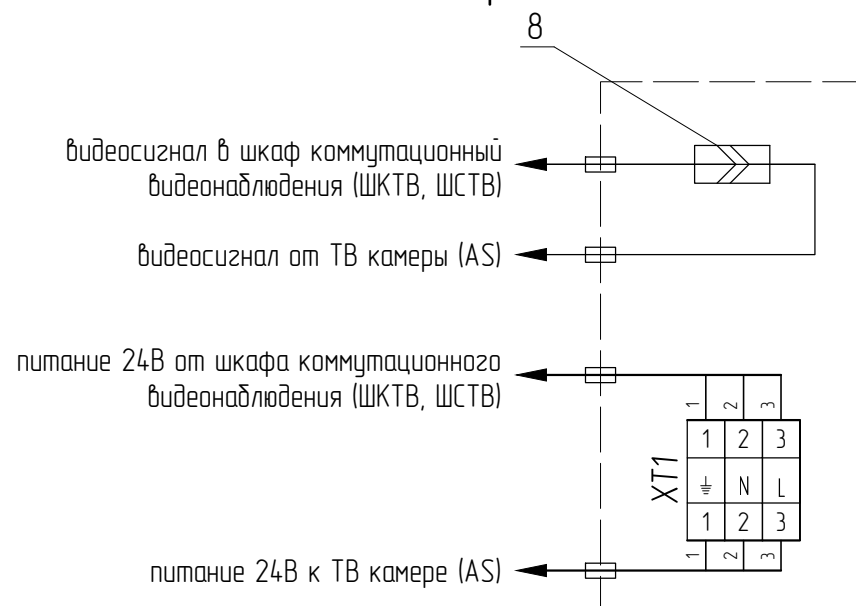 8
видеосигнал в шкаф коммутационный
видеонаблюдения (ШКТВ, ШСТВ)
видеосигнал от ТВ камеры (AS)
питание 24В от шкафа коммутационного
видеонаблюдения (ШКТВ, ШСТВ)
1 2 3
1 2 3
XT1
N L
1 2 3
1 2 3
питание 24В к ТВ камере (AS)